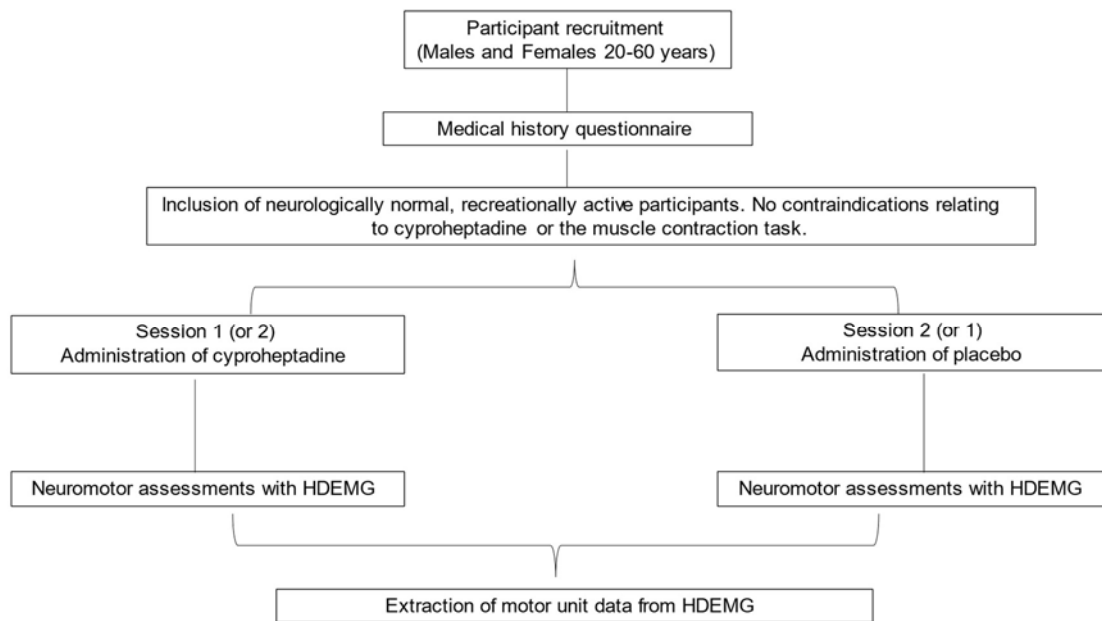 Participant recruitment
(Males and Females 20-60 years)
Medical history questionnaire
Inclusion of neurologically normal, recreationally active participants. No contraindications relating
to cyproheptadine or the muscle contraction task.
Session 1 (or 2)
Administration of cyproheptadine
Session 2 (or 1)
Administration of placebo
Neuromotor assessments with HDEMG
Neuromotor assessments with HDEMG
Extraction of motor unit data from HDEMG